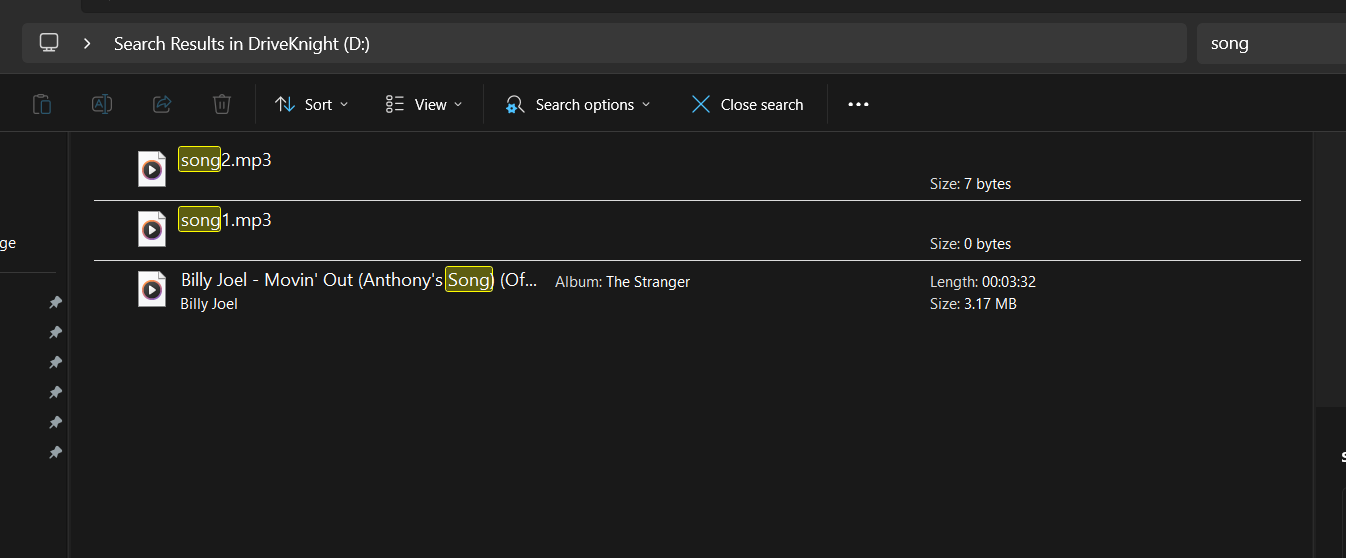 Search Results in DriveKnight (D:)
song
Sort
View
Search options
Close search
song2.mp3
Size: 7 bytes
song1.mp3
Size: 0 bytes
ge
Billy Joel - Movin' Out (Anthony's Song) (Of...
Album: The Stranger
Length: 00:03:32
Billy Joel
Size: 3.17 MB